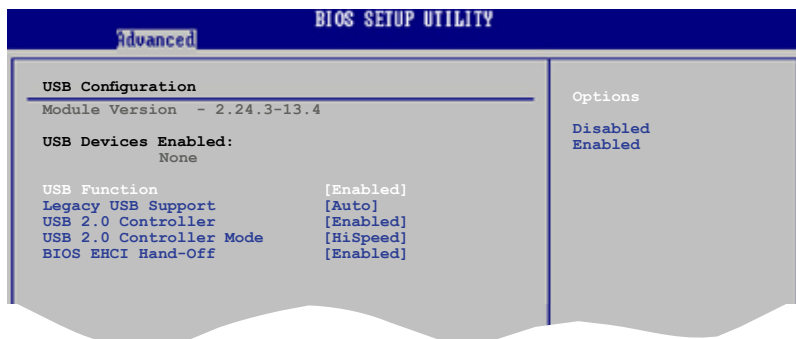 BIOS SETUP UTILITY
Advanced
USB Configuration
Module Version - 2.24.3-13.4
USB Devices Enabled:
None
USB Function [Enabled]
Legacy USB Support [Auto]
USB 2.0 Controller [Enabled]
USB 2.0 Controller Mode [HiSpeed]
BIOS EHCI Hand-Off [Enabled]
Options
Disabled
Enabled